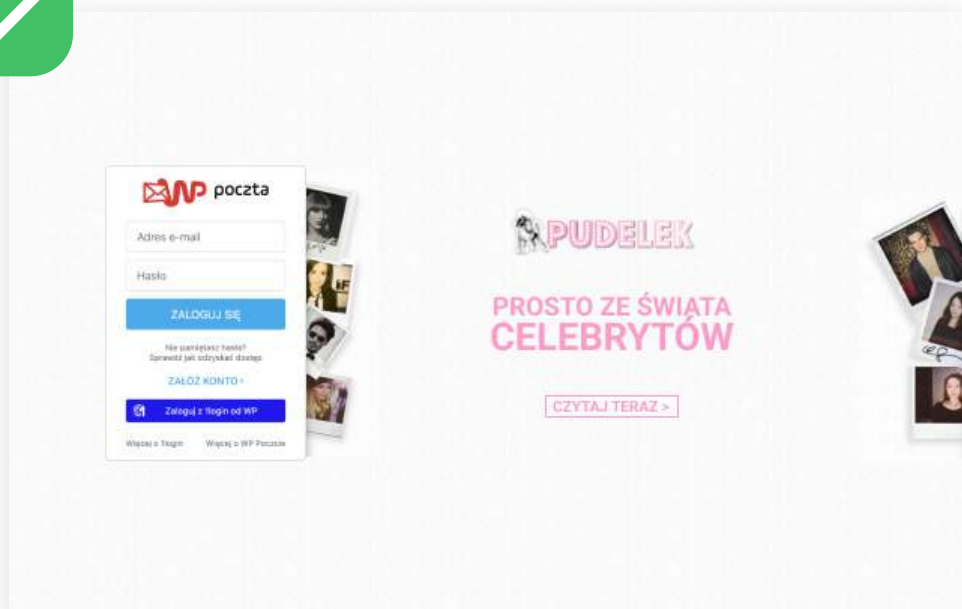 WP poczta
Adres e-mail
Hasło
ZALOGUJ SIĘ
Nie pamiętasz hasła?
Sprawdź jak odzyskać dostęp
ZAŁÓŻ KONTO >
Zaloguj z 1login od WP
Więcej o 1login
Więcej o WP Poczcie
PUDELEK
PROSTO ZE ŚWIATA
CELEBRYTÓW
CZYTAJ TERAZ >